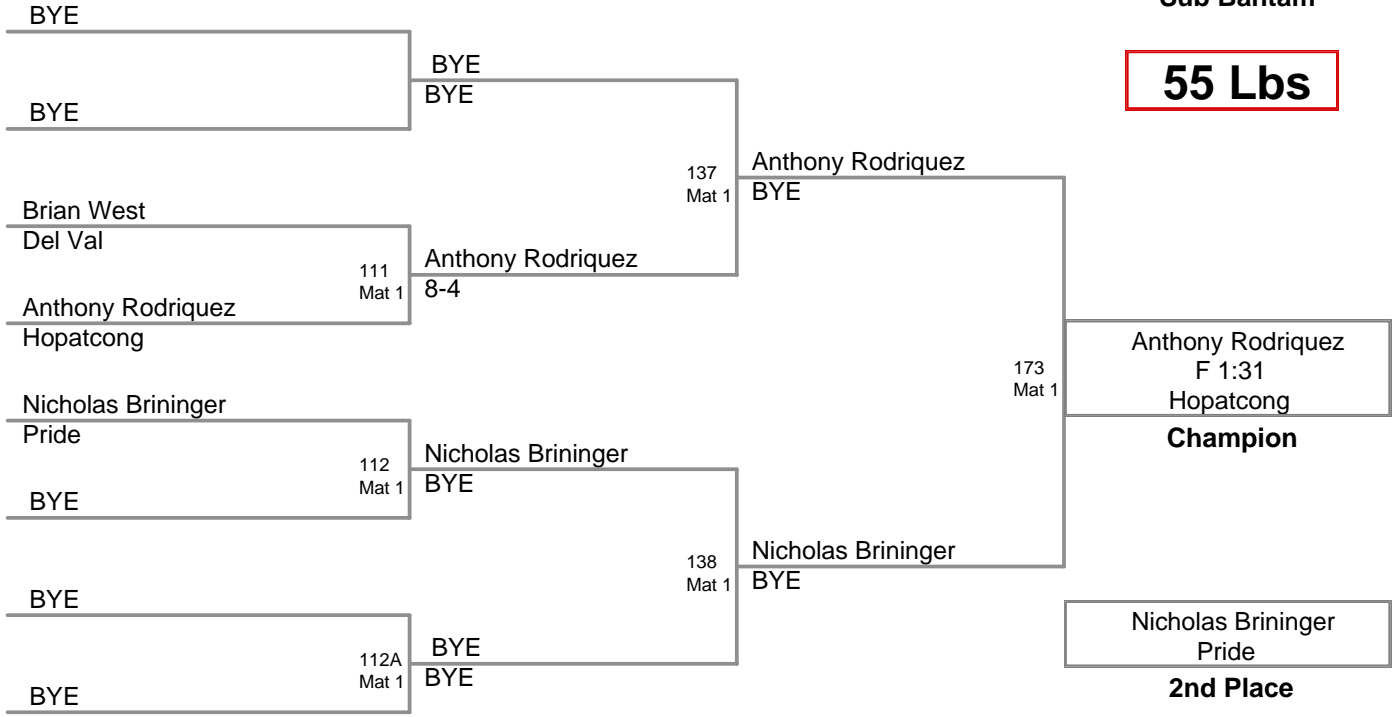 Sub Bantam
55 Lbs
BYE
BYE
BYE
BYE
Brian West
Del Val
111
Mat 1
Anthony Rodriquez
Hopatcong
Anthony Rodriquez
8-4
137
Mat 1
Anthony Rodriquez
BYE
Nicholas Brininger
Pride
112
Mat 1
BYE
Nicholas Brininger
BYE
BYE
112A
Mat 1
BYE
BYE
BYE
138
Mat 1
Nicholas Brininger
BYE
173
Mat 1
Anthony Rodriquez
F 1:31
Hopatcong
Champion
Nicholas Brininger
Pride
2nd Place